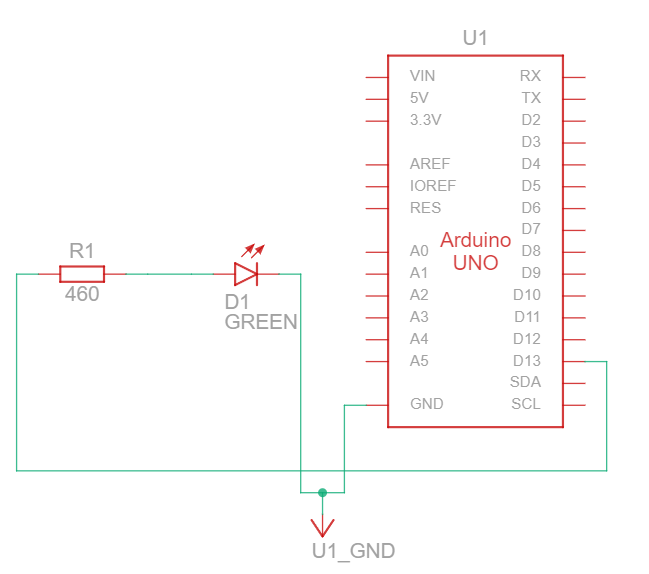 U1
VIN RX
5V TX
3.3V D2
D3
AREF D4
IOREF D5
RES D6
D7
Arduino
UNO
A0 D8
A1 D9
A2 D10
A3 D11
A4 D12
A5 D13
SDA
GND SCL
R1
460
D1
GREEN
U1_GND